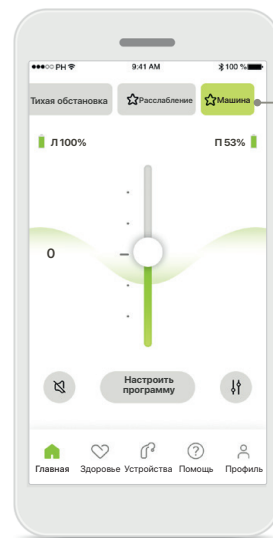 ●●●○○ PH 9:41 AM 100 %
Тихая обстановка Расслабление Машина
Л 100% П 53%
0
Настроить
программу
Главная Здоровье Устройства Помощь Профиль